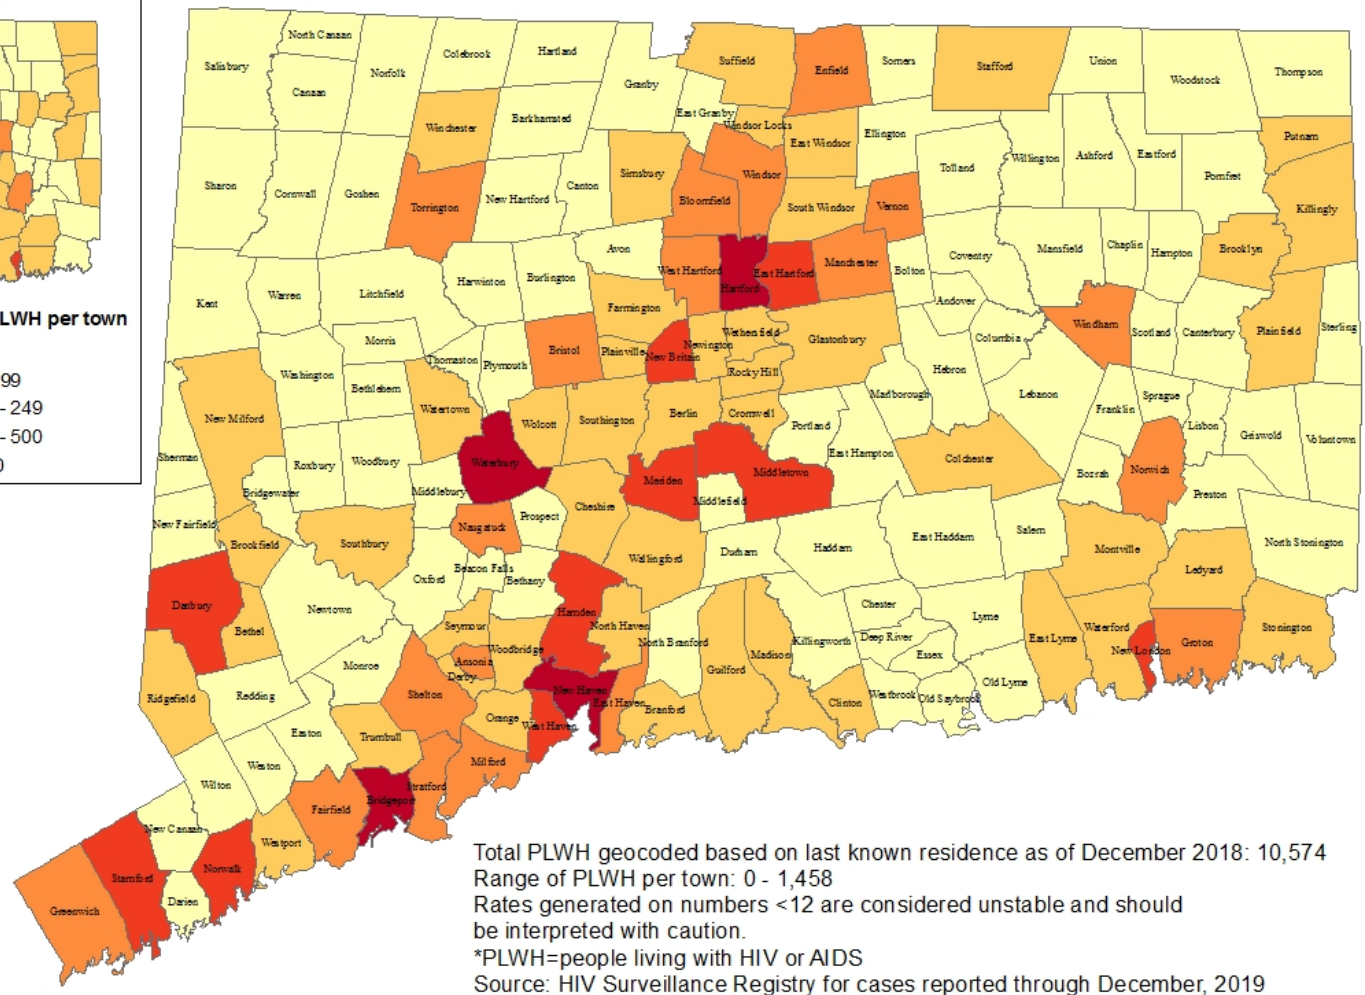 North Canaan
Salisbury
Canaan
Norfolk
Colebrook
Hartland
Granby
Suffield
Enfield
Somers
Stafford
Union
Woodstock
Thompson
East Granby
Windsor Locks
Winchester
Barkhamsted
East Windsor
Ellington
Putnam
Sharon
Cornwall
Goshen
Torrington
New Hartford
Canton
Simsbury
Bloomfield
Windsor
South Windsor
Vernon
Tolland
Willington
Ashford
Eastford
Pomfret
Killingly
Avon
West Hartford
Hartford
East Hartford
Manchester
Bolton
Coventry
Mansfield
Chaplin
Hampton
Brooklyn
Kent
Warren
Litchfield
Harwinton
Burlington
Farmington
Andover
LWH per town
Morris
Thomaston
Plymouth
Bristol
Plainville
New Britain
Newington
Wethersfield
Rocky Hill
Glastonbury
Columbia
Windham
Scotland
Canterbury
Plainfield
Sterling
99
- 249
- 500
0
Washington
Bethlehem
Hebron
Marlborough
Lebanon
Franklin
Sprague
New Milford
Watertown
Wolcott
Southington
Berlin
Cromwell
Portland
East Hampton
Colchester
Lisbon
Griswold
Voluntown
Sherman
Roxbury
Woodbury
Waterbury
Bridgewater
Middlebury
Meriden
Middletown
Middlefield
Bozrah
Norwich
Preston
New Fairfield
Brookfield
Southbury
Naugatuck
Prospect
Cheshire
Wallingford
Durham
Haddam
East Haddam
Salem
Montville
North Stonington
Ledyard
Danbury
Bethel
Newtown
Oxford
Beacon Falls
Bethany
Hamden
North Haven
North Branford
Guilford
Madison
Killingworth
Chester
Deep River
Essex
Lyme
East Lyme
Waterford
New London
Groton
Stonington
Seymour
Woodbridge
Ansonia
Derby
Monroe
Ridgefield
Redding
Shelton
New Haven
East Haven
Branford
Clinton
Westbrook
Old Saybrook
Old Lyme
Orange
West Haven
Easton
Trumbull
Milford
Weston
Wilton
Stratford
Bridgeport
Fairfield
New Canaan
Westport
Norwalk
Stamford
Darien
Greenwich
Total PLWH geocoded based on last known residence as of December 2018: 10,574
Range of PLWH per town: 0 - 1,458
Rates generated on numbers <12 are considered unstable and should
be interpreted with caution.
*PLWH=people living with HIV or AIDS
Source: HIV Surveillance Registry for cases reported through December, 2019